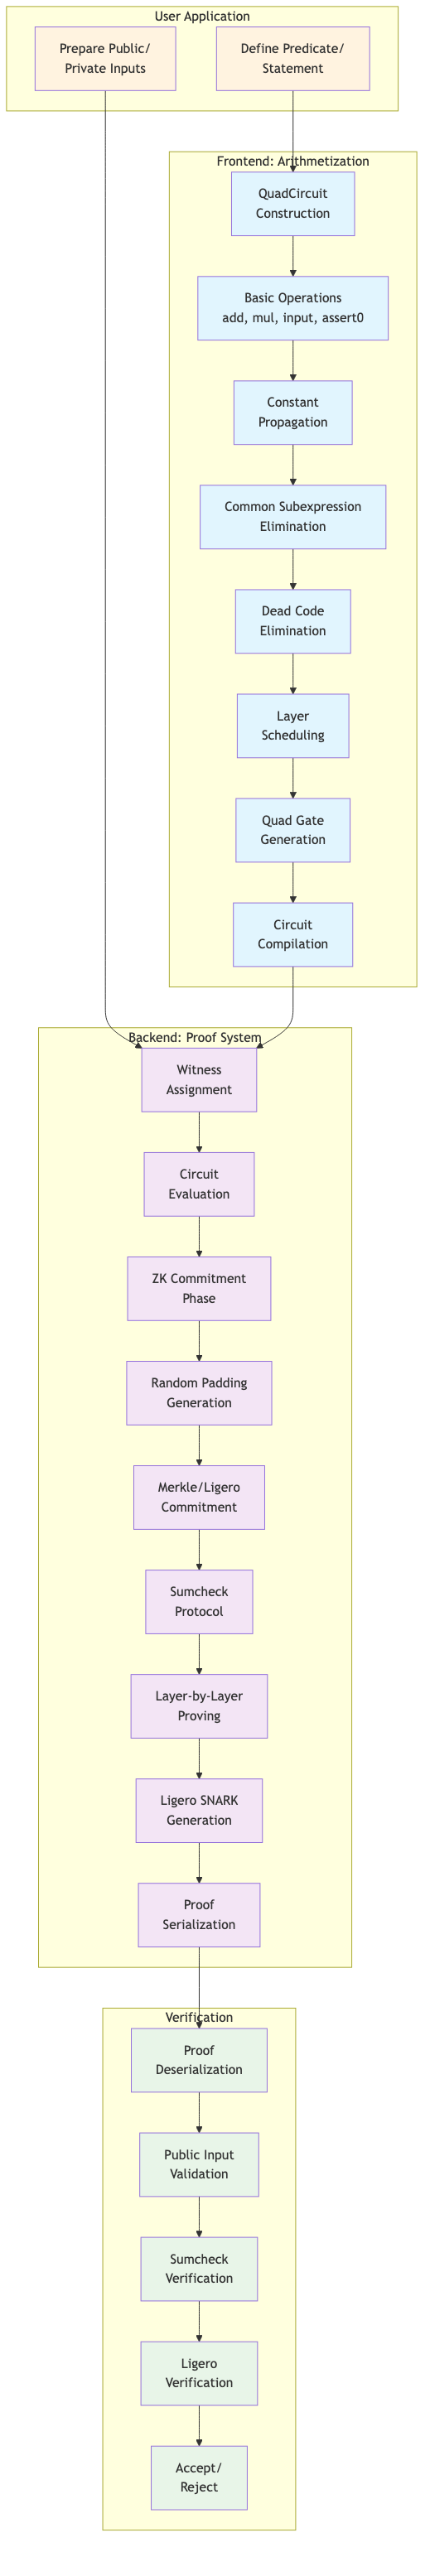 User Application
Prepare Public/
Private Inputs
Define Predicate/
Statement
Frontend: Arithmetization
QuadCircuit
Construction
Basic Operations
add, mul, input, assert0
Constant
Propagation
Common Subexpression
Elimination
Dead Code
Elimination
Layer
Scheduling
Quad Gate
Generation
Circuit
Compilation
Backend: Proof System
Witness
Assignment
Circuit
Evaluation
ZK Commitment
Phase
Random Padding
Generation
Merkle/Ligero
Commitment
Sumcheck
Protocol
Layer-by-Layer
Proving
Ligero SNARK
Generation
Proof
Serialization
Verification
Proof
Deserialization
Public Input
Validation
Sumcheck
Verification
Ligero
Verification
Accept/
Reject